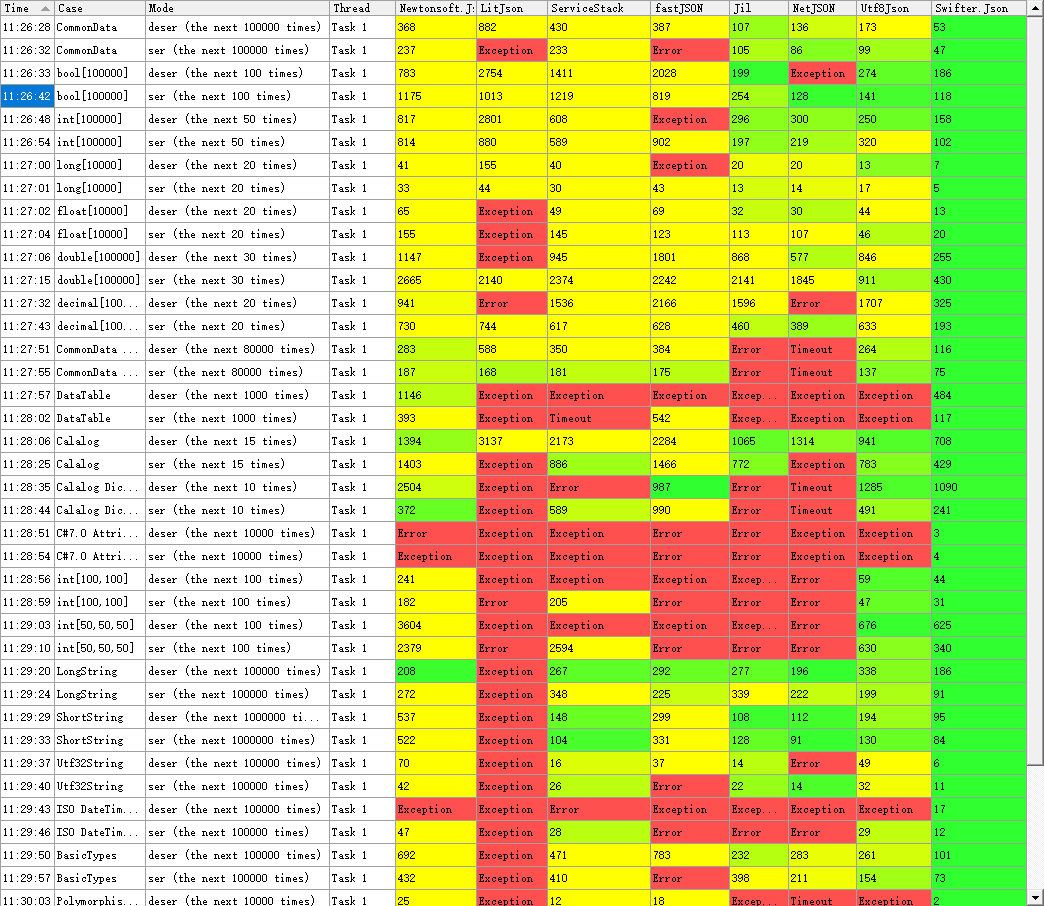 Time Case Mode Thread Newtonsoft.Js LitJson ServiceStack fastJSON Jil NetJSON Utf8Json Swifter.Json
11:26:28 CommonData deser (the next 100000 times) Task 1 368 882 430 387 107 136 173 53
11:26:32 CommonData ser (the next 100000 times) Task 1 237 Exception 233 Error 105 86 99 47
11:26:33 bool[100000] deser (the next 100 times) Task 1 783 2754 1411 2028 199 Exception 274 186
11:26:42 bool[100000] ser (the next 100 times) Task 1 1175 1013 1219 819 254 128 141 118
11:26:48 int[100000] deser (the next 50 times) Task 1 817 2801 608 Exception 296 300 250 158
11:26:54 int[100000] ser (the next 50 times) Task 1 814 880 589 902 197 219 320 102
11:27:00 long[10000] deser (the next 20 times) Task 1 41 155 40 Exception 20 20 13 7
11:27:01 long[10000] ser (the next 20 times) Task 1 33 44 30 43 13 14 17 5
11:27:02 float[10000] deser (the next 20 times) Task 1 65 Exception 49 69 32 30 44 13
11:27:04 float[10000] ser (the next 20 times) Task 1 155 Exception 145 123 113 107 46 20
11:27:06 double[100000] deser (the next 30 times) Task 1 1147 Exception 945 1801 868 577 846 255
11:27:15 double[100000] ser (the next 30 times) Task 1 2665 2140 2374 2242 2141 1845 911 430
11:27:32 decimal[100... deser (the next 20 times) Task 1 941 Error 1536 2166 1596 Error 1707 325
11:27:43 decimal[100... ser (the next 20 times) Task 1 730 744 617 628 460 389 633 193
11:27:51 CommonData ... deser (the next 80000 times) Task 1 283 588 350 384 Error Timeout 264 116
11:27:55 CommonData ... ser (the next 80000 times) Task 1 187 168 181 175 Error Timeout 137 75
11:27:57 DataTable deser (the next 1000 times) Task 1 1146 Exception Exception Exception Excep... Exception Exception 484
11:28:02 DataTable ser (the next 1000 times) Task 1 393 Exception Timeout 542 Excep... Exception Exception 117
11:28:06 Calalog deser (the next 15 times) Task 1 1394 3137 2173 2284 1065 1314 941 708
11:28:25 Calalog ser (the next 15 times) Task 1 1403 Exception 886 1466 772 Exception 783 429
11:28:35 Calalog Dic... deser (the next 10 times) Task 1 2504 Exception Error 987 Error Timeout 1285 1090
11:28:44 Calalog Dic... ser (the next 10 times) Task 1 372 Exception 589 990 Error Timeout 491 241
11:28:51 C#7.0 Attri... deser (the next 10000 times) Task 1 Error Exception Exception Error Error Exception Exception 3
11:28:54 C#7.0 Attri... ser (the next 10000 times) Task 1 Exception Exception Exception Error Error Exception Exception 4
11:28:56 int[100,100] deser (the next 100 times) Task 1 241 Exception Exception Exception Excep... Error 59 44
11:28:59 int[100,100] ser (the next 100 times) Task 1 182 Error 205 Error Error Error 47 31
11:29:03 int[50,50,50] deser (the next 100 times) Task 1 3604 Exception Exception Exception Excep... Error 676 625
11:29:10 int[50,50,50] ser (the next 100 times) Task 1 2379 Error 2594 Error Error Error 630 340
11:29:20 LongString deser (the next 100000 times) Task 1 208 Exception 267 292 277 196 338 186
11:29:24 LongString ser (the next 100000 times) Task 1 272 Exception 348 225 339 222 199 91
11:29:29 ShortString deser (the next 1000000 ti... Task 1 537 Exception 148 299 108 112 194 95
11:29:33 ShortString ser (the next 1000000 times) Task 1 522 Exception 104 331 128 91 130 84
11:29:37 Utf32String deser (the next 100000 times) Task 1 70 Exception 16 37 14 Error 49 6
11:29:40 Utf32String ser (the next 100000 times) Task 1 42 Exception 26 Error 22 14 32 11
11:29:43 ISO DateTim... deser (the next 100000 times) Task 1 Exception Exception Error Exception Excep... Exception Exception 17
11:29:46 ISO DateTim... ser (the next 100000 times) Task 1 47 Exception 28 Error Error Error 29 12
11:29:50 BasicTypes deser (the next 100000 times) Task 1 692 Exception 471 783 232 283 261 101
11:29:57 BasicTypes ser (the next 100000 times) Task 1 432 Exception 410 Error 398 211 154 73
11:30:03 Polymorphis... deser (the next 10000 times) Task 1 25 Exception 12 18 Excep... Timeout Exception 2